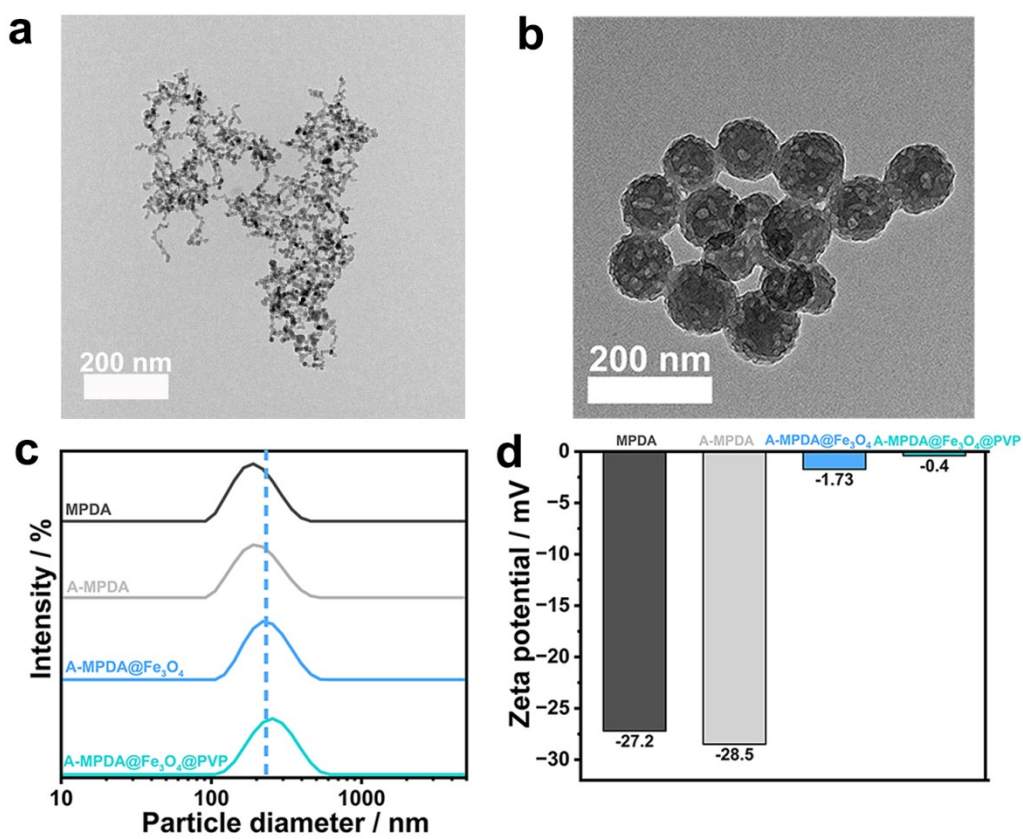 a
200 nm
b
200 nm
c
MPDA
A-MPDA
A-MPDA@Fe₃O₄
A-MPDA@Fe₃O₄@PVP
Intensity / %
10
100
1000
Particle diameter / nm
d
MPDA
A-MPDA
A-MPDA@Fe₃O₄
A-MPDA@Fe₃O₄@PVP
0
−5
−10
−15
−20
−25
−30
Zeta potential / mV
-27.2
-28.5
-1.73
-0.4